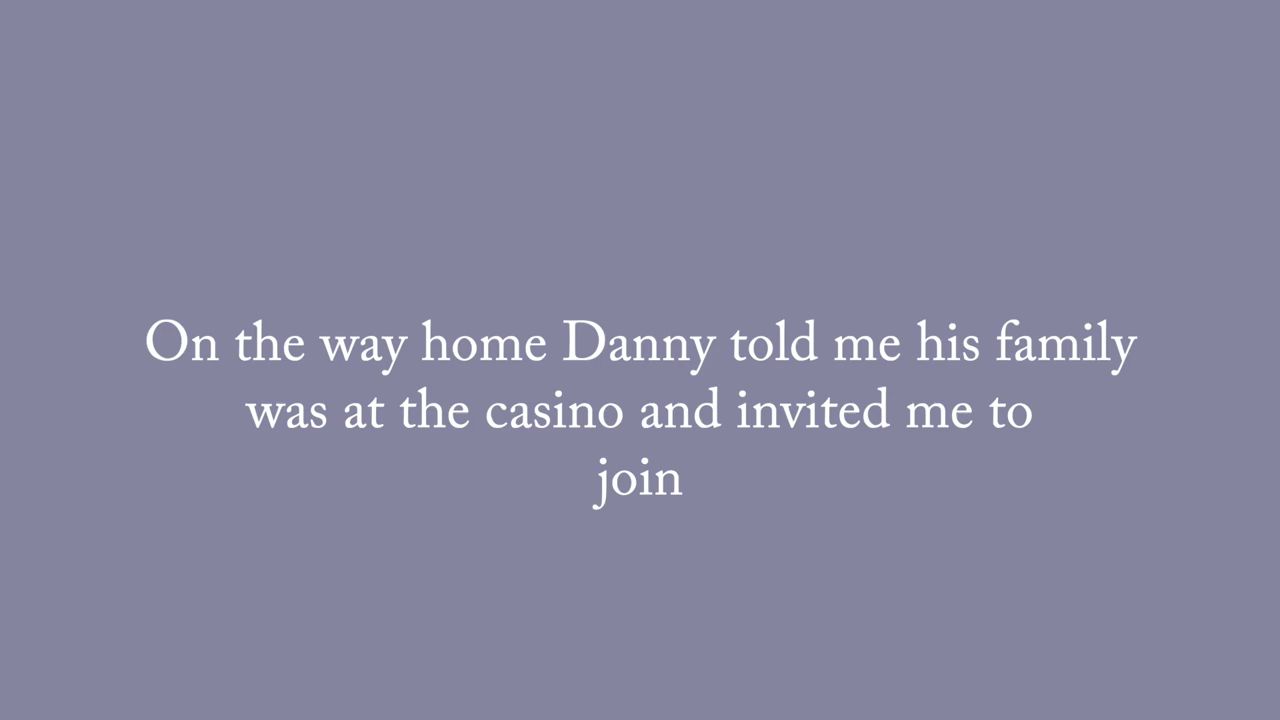 On the way home Danny told me his family
was at the casino and invited me to
join